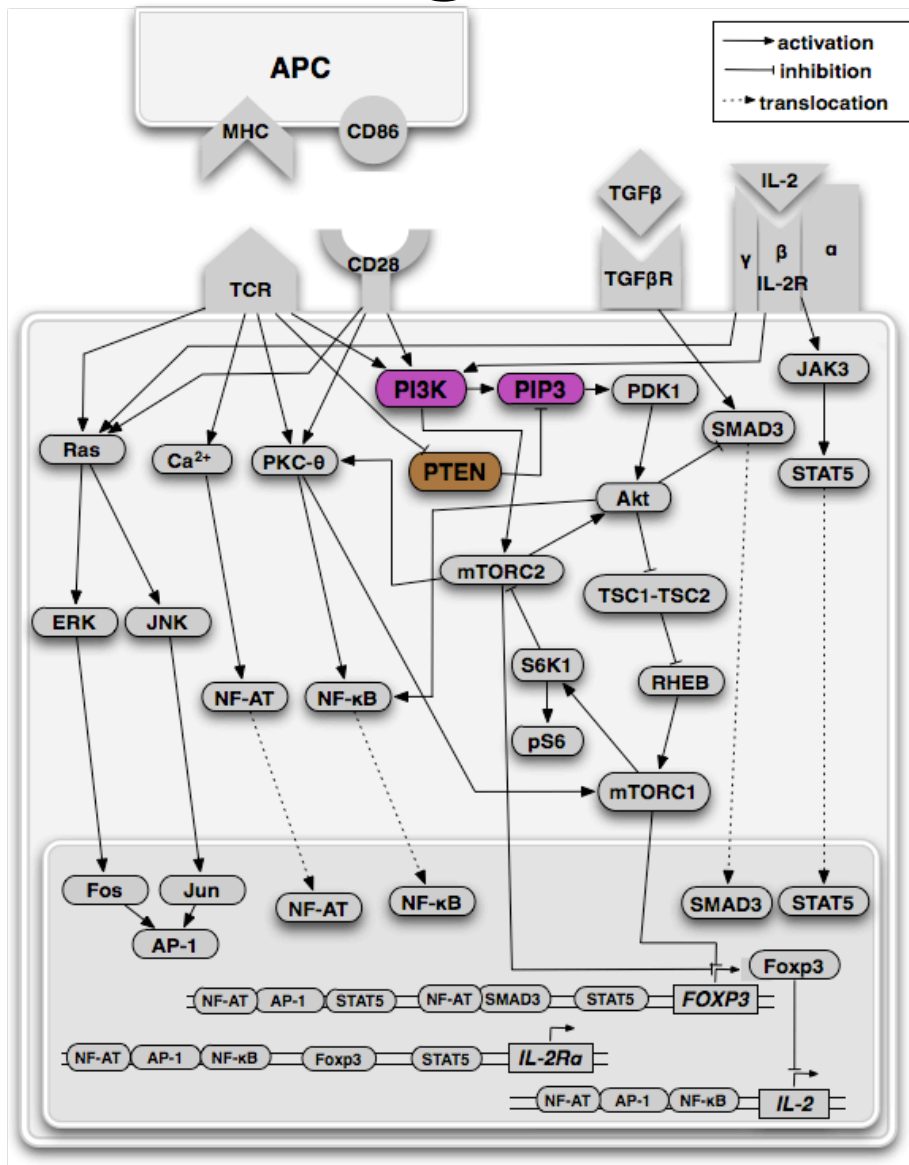 APC
activation
inhibition
translocation
MHC
CD86
TGFβ
IL-2
CD28
TCR
TGFβR
γ
β
α
IL-2R
PI3K
PIP3
PDK1
JAK3
SMAD3
Ras
Ca²⁺
PKC-θ
PTEN
STAT5
Akt
mTORC2
TSC1-TSC2
ERK
JNK
S6K1
RHEB
NF-AT
NF-κB
pS6
mTORC1
Fos
Jun
NF-AT
NF-κB
SMAD3
STAT5
AP-1
Foxp3
NF-AT AP-1 STAT5 NF-AT SMAD3 STAT5 FOXP3
NF-AT AP-1 NF-κB Foxp3 STAT5 IL-2Rα
NF-AT AP-1 NF-κB IL-2